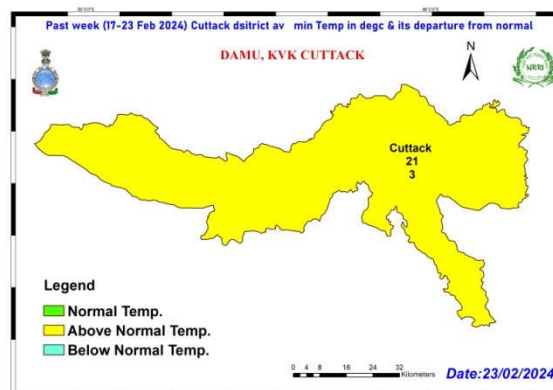 Past week (17-23 Feb 2024) Cuttack dsitrict av min Temp in degc & its departure from normal
DAMU, KVK CUTTACK
N
NRRI
Cuttack
21
3
Legend
Normal Temp.
Above Normal Temp.
Below Normal Temp.
0 4 8 16 24 32
Kilometers
Date:23/02/2024